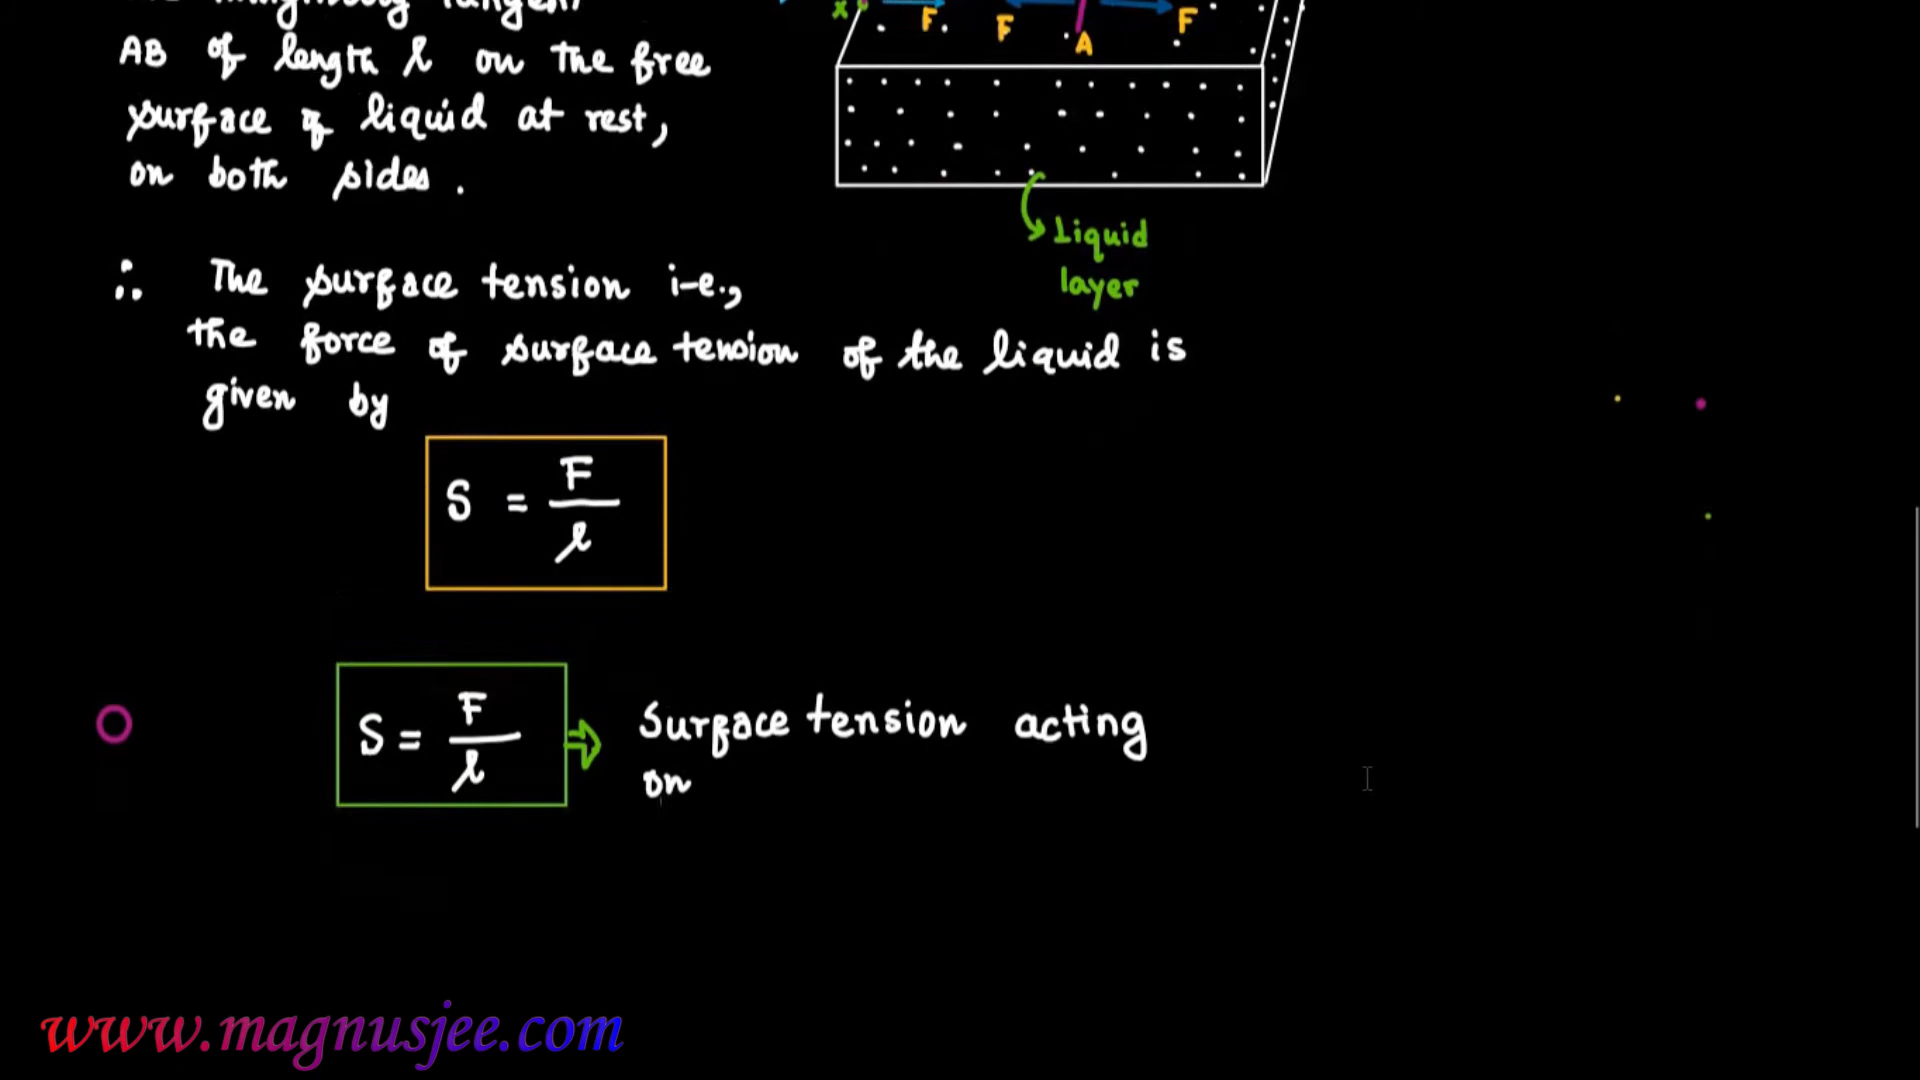 AB of length l on the free
surface of liquid at rest,
on both sides.
x F F A F
Liquid
layer
∴ The surface tension i-e.,
the force of surface tension of the liquid is
given by
S = F/l
S = F/l ⇒ Surface tension acting
on
www.magnusjee.com